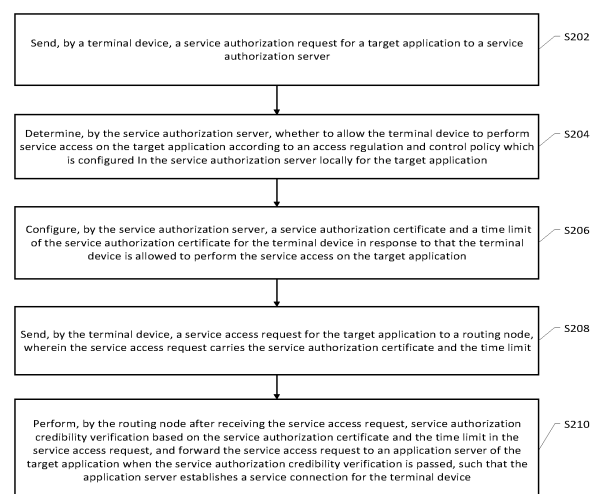 Send, by a terminal device, a service authorization request for a target application to a service
authorization server
S202
Determine, by the service authorization server, whether to allow the terminal device to perform
service access on the target application according to an access regulation and control policy which
is configured In the service authorization server locally for the target application
S204
Configure, by the service authorization server, a service authorization certificate and a time limit
of the service authorization certificate for the terminal device in response to that the terminal
device is allowed to perform the service access on the target application
S206
Send, by the terminal device, a service access request for the target application to a routing node,
wherein the service access request carries the service authorization certificate and the time limit
S208
Perform, by the routing node after receiving the service access request, service authorization
credibility verification based on the service authorization certificate and the time limit in the
service access request, and forward the service access request to an application server of the
target application when the service authorization credibility verification is passed, such that the
application server establishes a service connection for the terminal device
S210